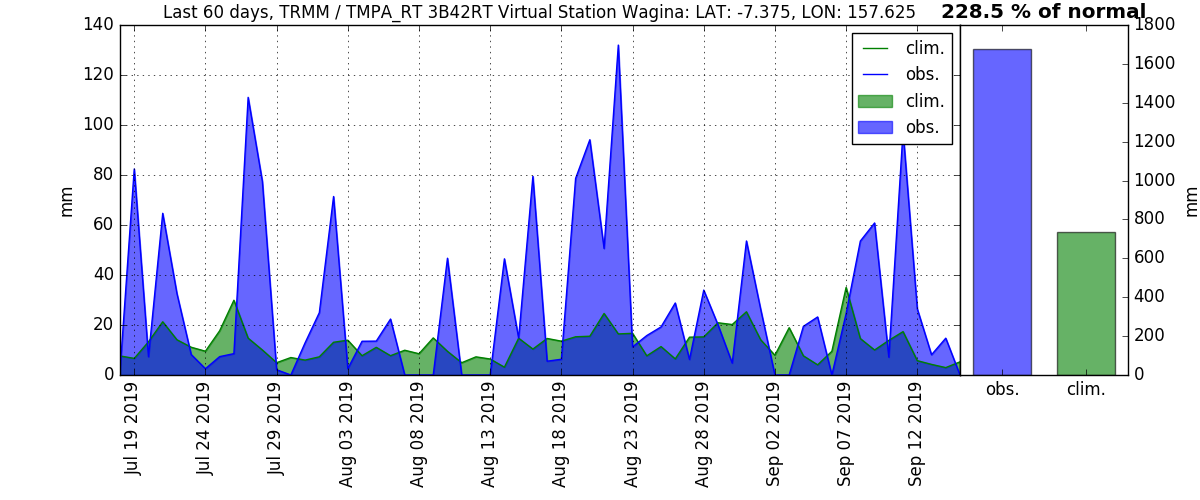 Last 60 days, TRMM / TMPA_RT 3B42RT Virtual Station Wagina: LAT: -7.375, LON: 157.625
228.5 % of normal
140
120
100
80
60
40
20
0
mm
clim.
obs.
clim.
obs.
1800
1600
1400
1200
1000
800
600
400
200
0
mm
Jul 19 2019
Jul 24 2019
Jul 29 2019
Aug 03 2019
Aug 08 2019
Aug 13 2019
Aug 18 2019
Aug 23 2019
Aug 28 2019
Sep 02 2019
Sep 07 2019
Sep 12 2019
obs.
clim.